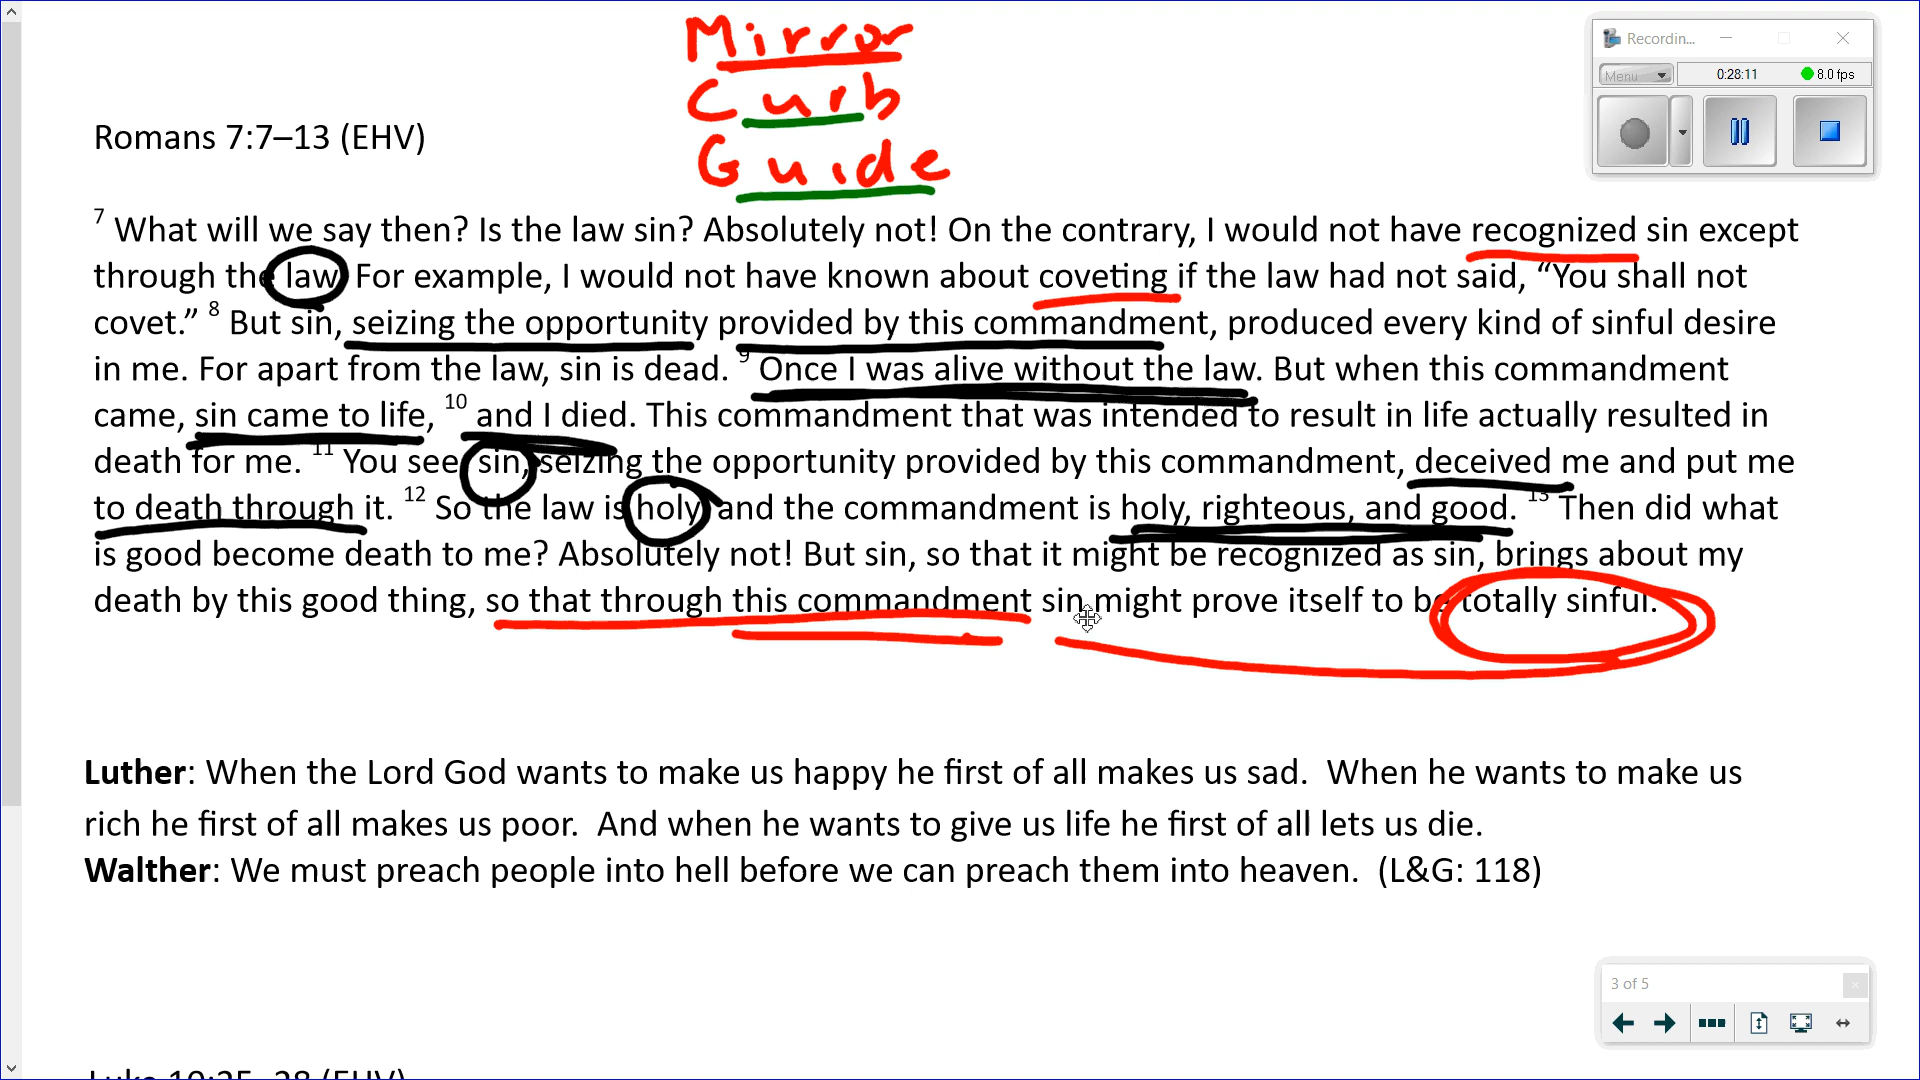 Mirror
Curb
Guide
Recordin...
Menu
0:28:11
8.0 fps
Romans 7:7–13 (EHV)
7 What will we say then? Is the law sin? Absolutely not! On the contrary, I would not have recognized sin except
through the law. For example, I would not have known about coveting if the law had not said, “You shall not
covet.” 8 But sin, seizing the opportunity provided by this commandment, produced every kind of sinful desire
in me. For apart from the law, sin is dead. 9 Once I was alive without the law. But when this commandment
came, sin came to life, 10 and I died. This commandment that was intended to result in life actually resulted in
death for me. 11 You see, sin, seizing the opportunity provided by this commandment, deceived me and put me
to death through it. 12 So the law is holy, and the commandment is holy, righteous, and good. 13 Then did what
is good become death to me? Absolutely not! But sin, so that it might be recognized as sin, brings about my
death by this good thing, so that through this commandment sin might prove itself to be totally sinful.
Luther: When the Lord God wants to make us happy he first of all makes us sad.  When he wants to make us
rich he first of all makes us poor.  And when he wants to give us life he first of all lets us die.
Walther: We must preach people into hell before we can preach them into heaven.  (L&G: 118)
3 of 5
Luke 10:25–28 (EHV)